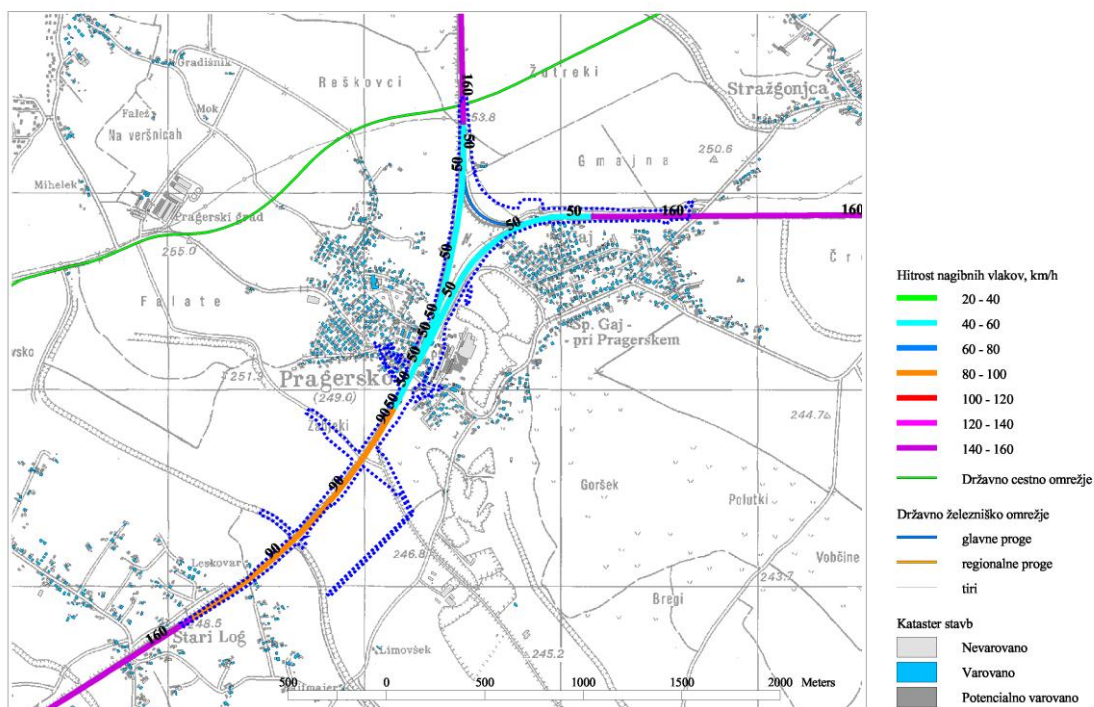 Gradišnik
Reškovci
Žutreki
160
Stražgonjca
Falež
Mok
53.8
Na veršnicah
50
50
Gmajna
250.6
Mihelek
Pragerski grad
50
50
160
160
255.0
Gaj
Falate
50
50
50
Sp. Gaj -
- pri Pragerskem
50
50
251.3
Pragersko
(249.0)
50
50
90
244.7
90
Goršek
Polutki
90
246.8
Vobčine
Leskovar
243.7
Bregi
248.5
160
Stari Log
Limovšek
245.2
500 0 500 1000 1500 2000 Meters
Hitrost nagibnih vlakov, km/h
20 - 40
40 - 60
60 - 80
80 - 100
100 - 120
120 - 140
140 - 160
Državno cestno omrežje
Državno železniško omrežje
glavne proge
regionalne proge
tiri
Kataster stavb
Nevarovano
Varovano
Potencialno varovano